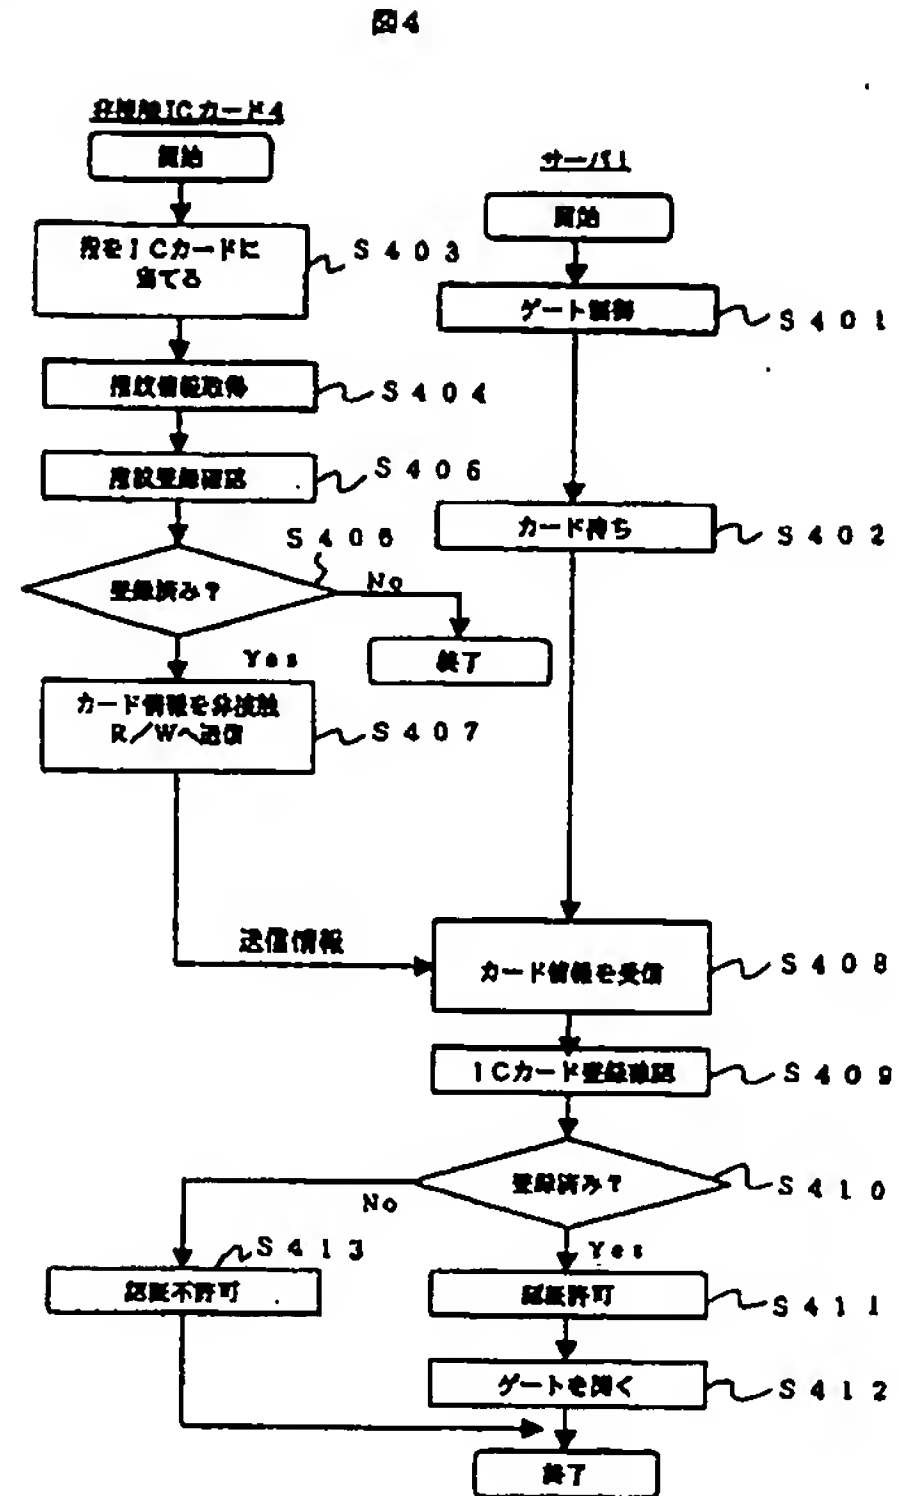 図4
非接触ICカード4
開始
指をICカードに
当てる
S403
指紋情報取得
S404
指紋登録確認
S405
S406
登録済み?
No
終了
Yes
カード情報を非接触
R/Wへ送信
S407
サーバ1
開始
ゲート制御
S401
カード待ち
S402
送信情報
カード情報を受信
S408
ICカード登録確認
S409
登録済み?
S410
No
Yes
S413
認証不許可
認証許可
S411
ゲートを開く
S412
終了